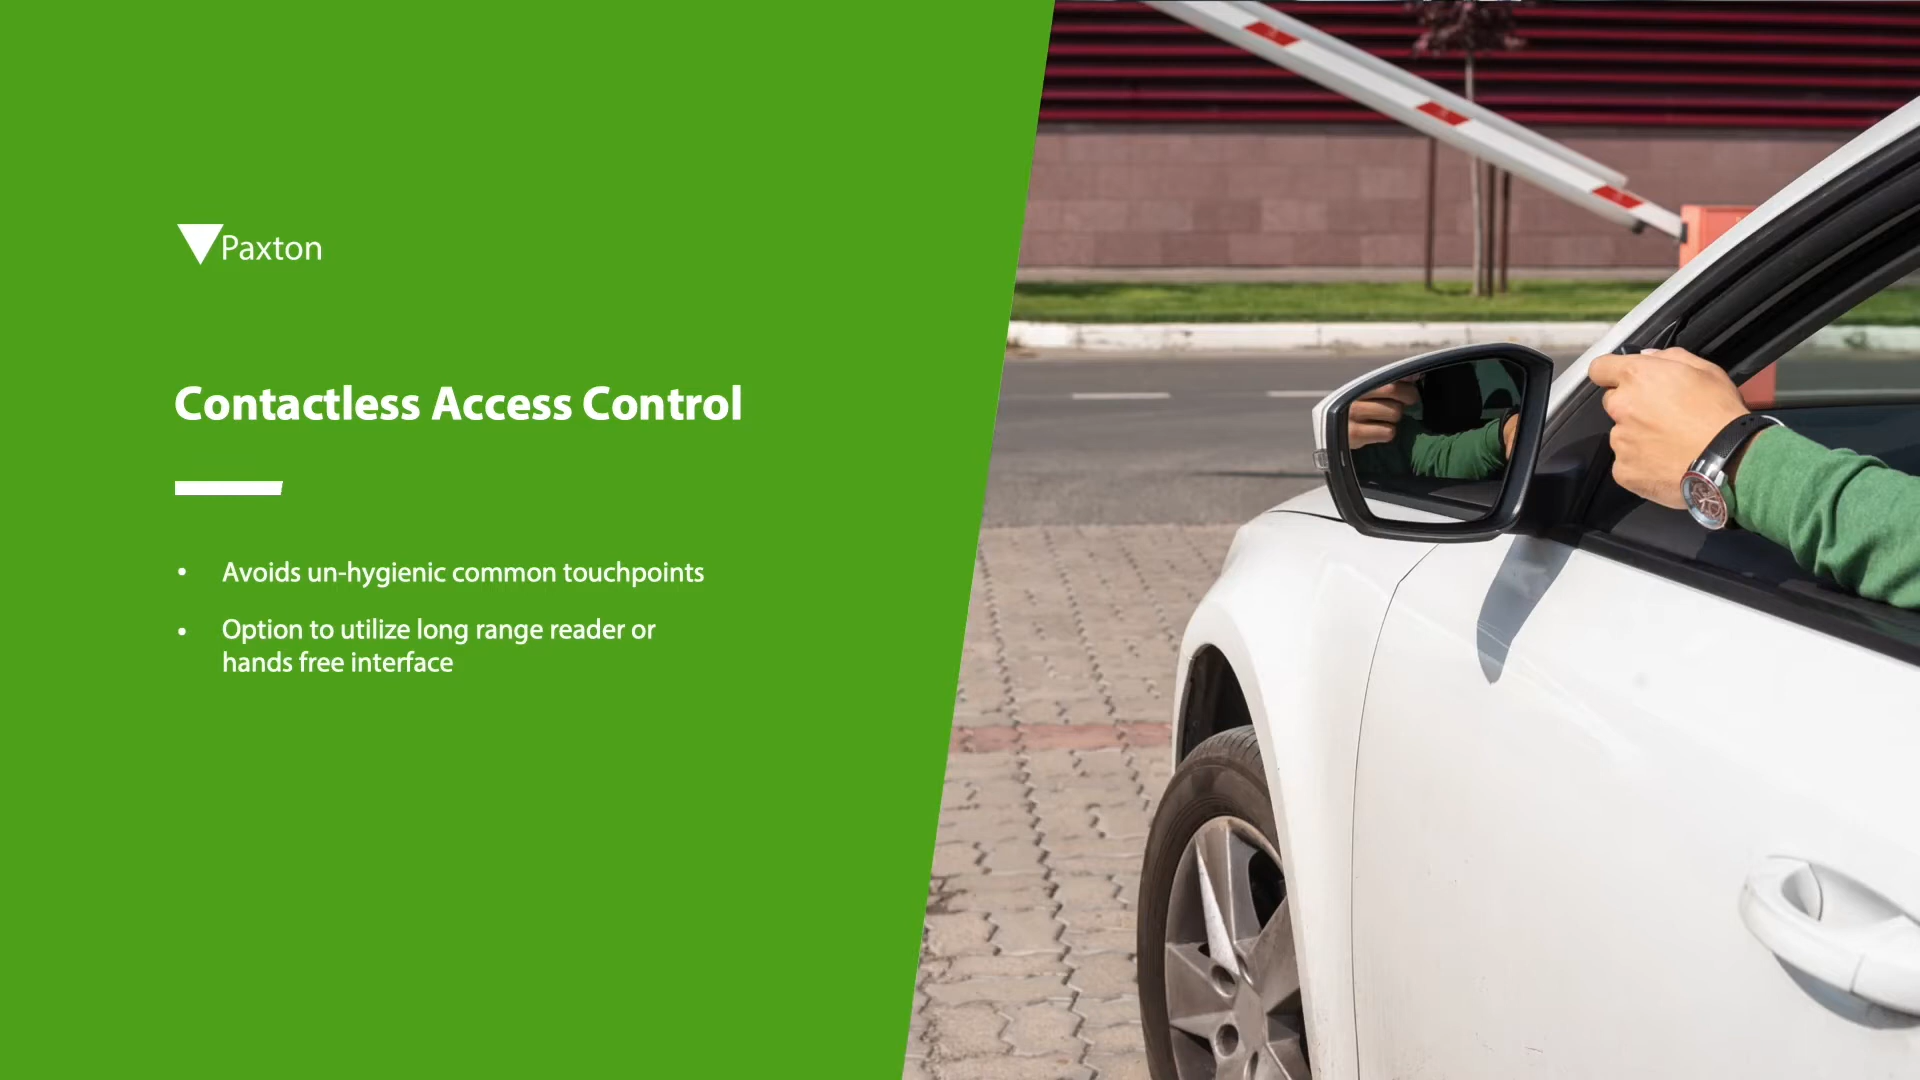 Paxton
Contactless Access Control
• Avoids un-hygienic common touchpoints
• Option to utilize long range reader or
hands free interface